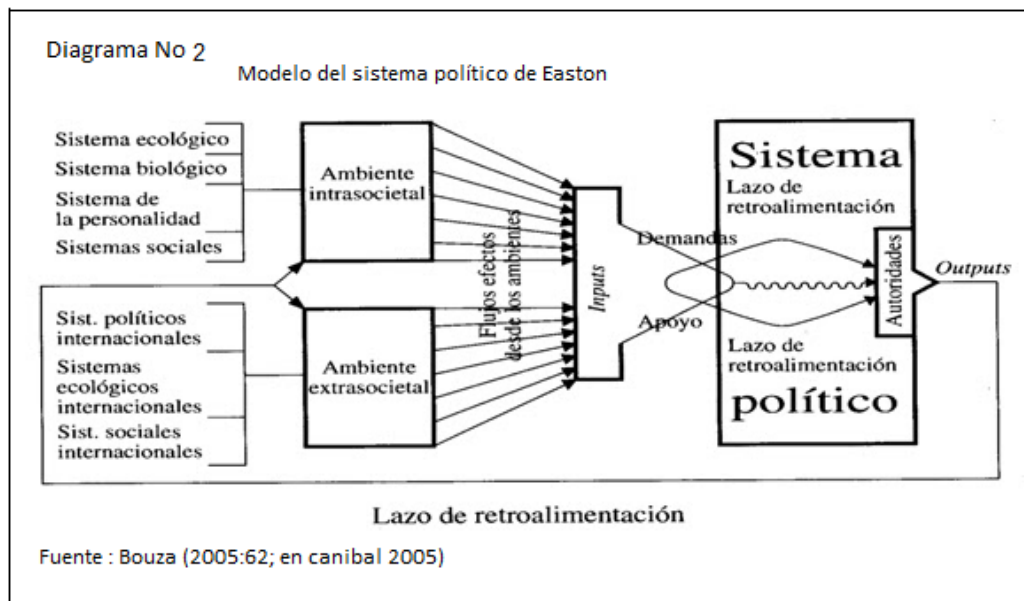 Diagrama No 2
Modelo del sistema político de Easton
Sistema ecológico
Sistema biológico
Sistema de
la personalidad
Sistemas sociales
Ambiente
intrasocietal
Sist. políticos
internacionales
Sistemas
ecológicos
internacionales
Sist. sociales
internacionales
Ambiente
extrasocietal
Flujos efectos
desde los ambientes
Inputs
Demandas
Apoyo
Sistema
Lazo de
retroalimentación
Lazo de
retroalimentación
político
Autoridades
Outputs
Lazo de retroalimentación
Fuente : Bouza (2005:62; en canibal 2005)